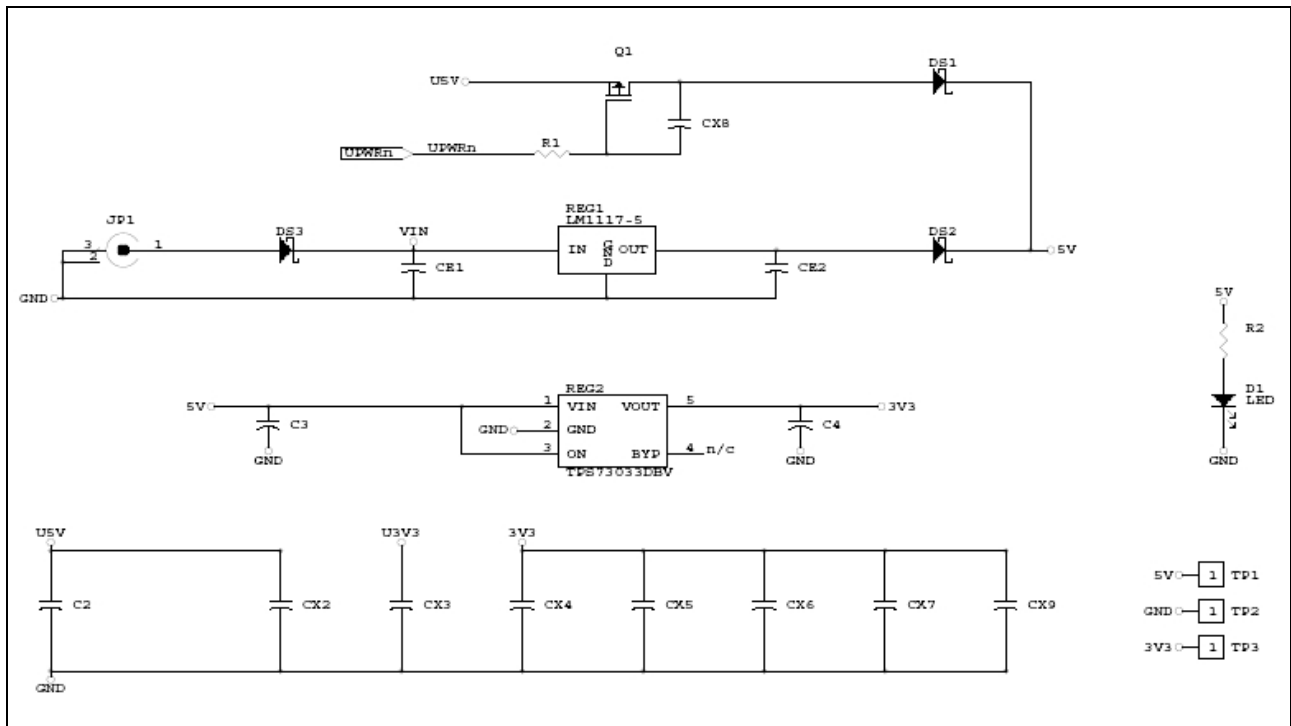 Q1
U5V
DS1
CX8
UPWRn UPWRn R1
JP1
REG1
LM1117-5
3 1 DS3 VIN IN GND OUT DS2
2
CE1 CE2 5V
GND
5V
R2
REG2
5V 1 VIN VOUT 5 3V3
D1
LED
C3 GND 2 GND C4
GND 3 ON BYP 4 n/c GND GND
TPS73033DBV
U5V U3V3 3V3
5V 1 TP1
C2 CX2 CX3 CX4 CX5 CX6 CX7 CX9
GND 1 TP2
3V3 1 TP3
GND